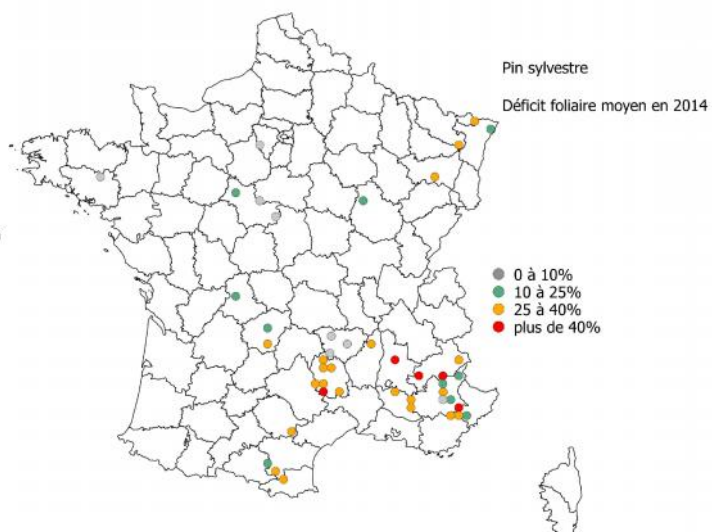 Pin sylvestre
Déficit foliaire moyen en 2014
0 à 10%
10 à 25%
25 à 40%
plus de 40%